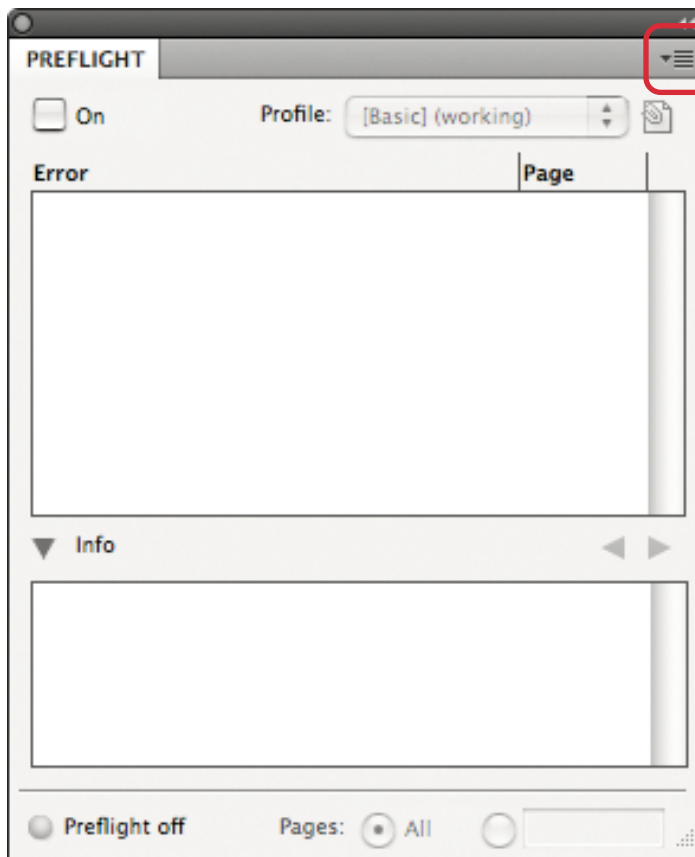 PREFLIGHT
On Profile: [Basic] (working)
Error Page
Info
Preflight off Pages: All